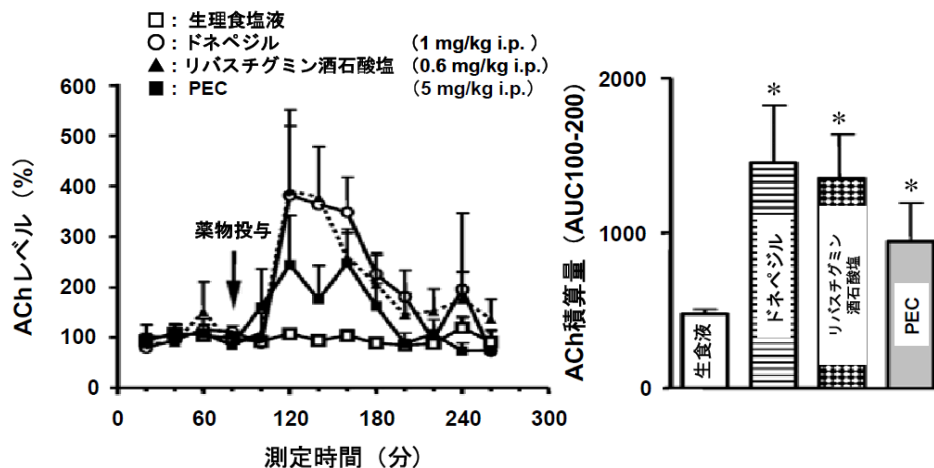 □： 生理食塩液
○： ドネペジル （1 mg/kg i.p. ）
▲： リバスチグミン酒石酸塩 （0.6 mg/kg i.p.）
■： PEC （5 mg/kg i.p.）
AChレベル（%）
600
500
400
300
200
100
0
薬物投与
0 60 120 180 240 300
測定時間（分）
ACh積算量（AUC100-200）
2000
1000
0
* * *
生食液
ドネペジル
リバスチグミン
酒石酸塩
PEC